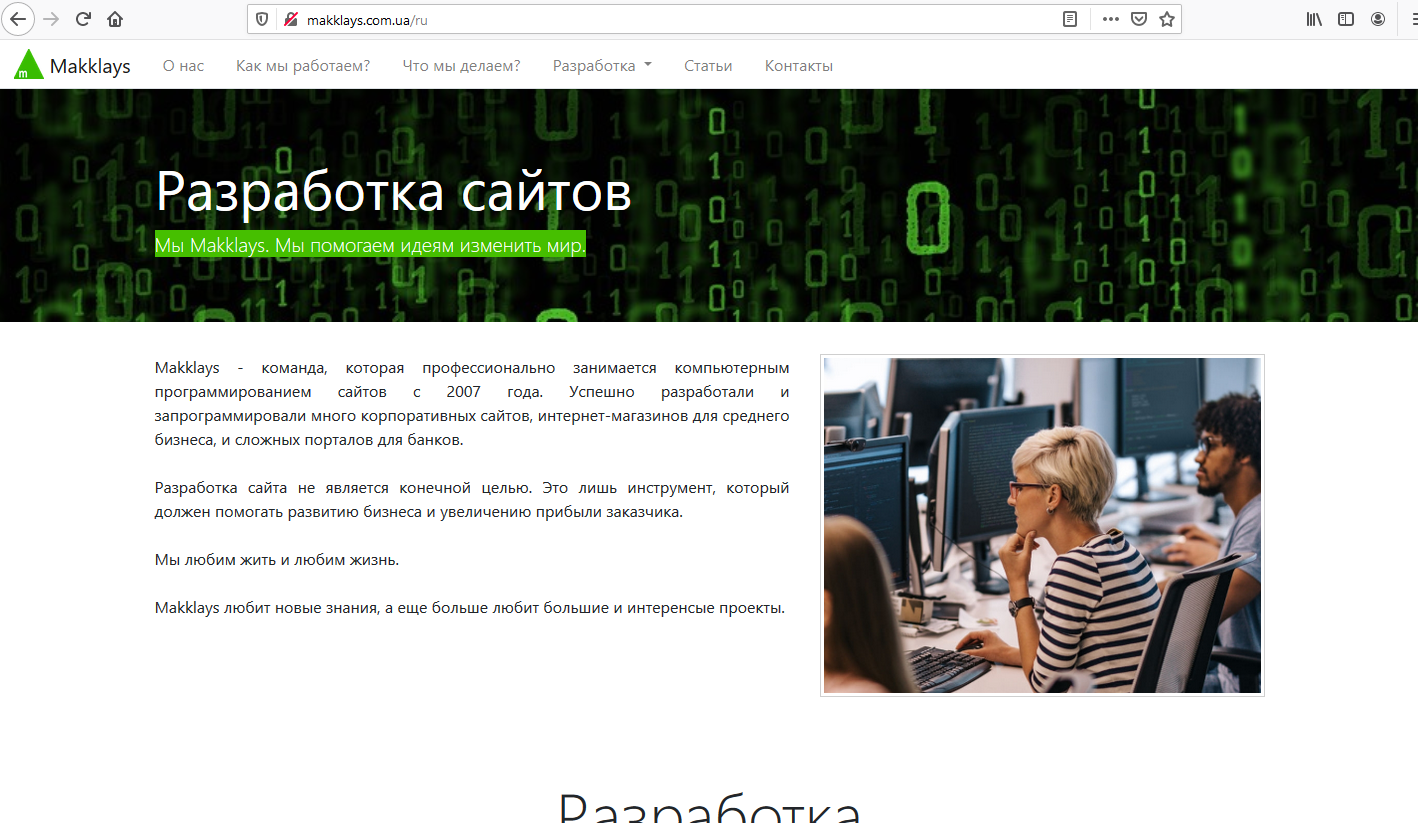 makklays.com.ua/ru
m
Makklays
О нас
Как мы работаем?
Что мы делаем?
Разработка
Статьи
Контакты
Разработка сайтов
Мы Makklays. Мы помогаем идеям изменить мир.
Makklays - команда, которая профессионально занимается компьютерным
программированием сайтов с 2007 года. Успешно разработали и
запрограммировали много корпоративных сайтов, интернет-магазинов для среднего
бизнеса, и сложных порталов для банков.
Разработка сайта не является конечной целью. Это лишь инструмент, который
должен помогать развитию бизнеса и увеличению прибыли заказчика.
Мы любим жить и любим жизнь.
Makklays любит новые знания, а еще больше любит большие и интеренсые проекты.
Разработка